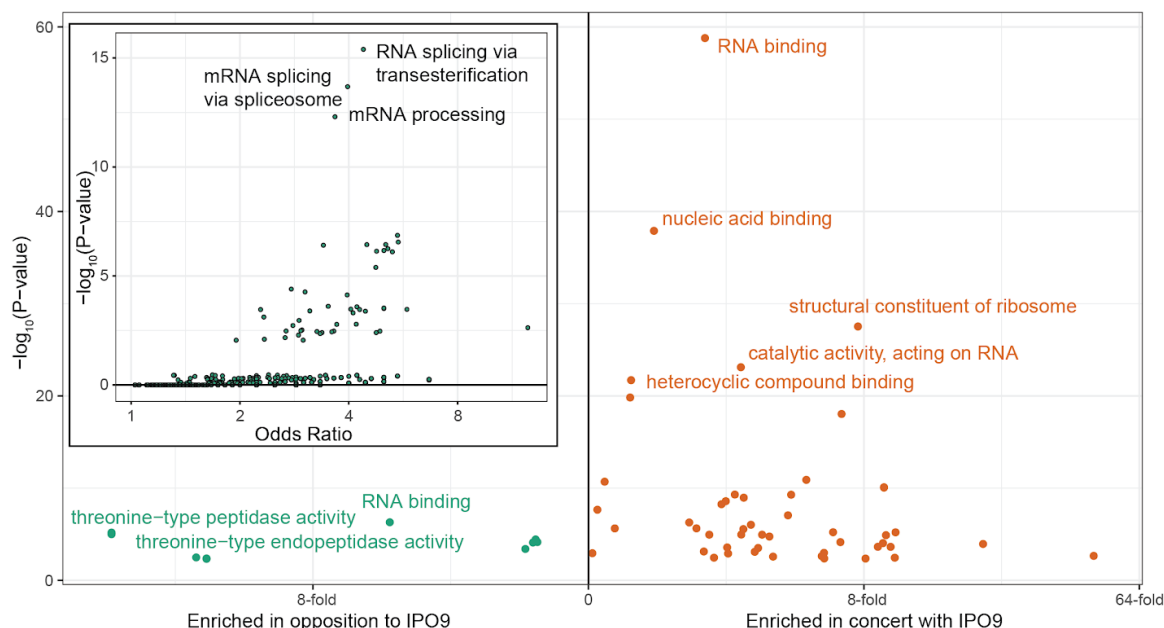 60
40
20
0
−log₁₀(P−value)
15
10
5
0
−log₁₀(P−value)
RNA splicing via
transesterification
mRNA splicing
via spliceosome
mRNA processing
1
2
4
8
Odds Ratio
RNA binding
nucleic acid binding
structural constituent of ribosome
catalytic activity, acting on RNA
heterocyclic compound binding
RNA binding
threonine−type peptidase activity
threonine−type endopeptidase activity
8-fold
0
8-fold
64-fold
Enriched in opposition to IPO9
Enriched in concert with IPO9